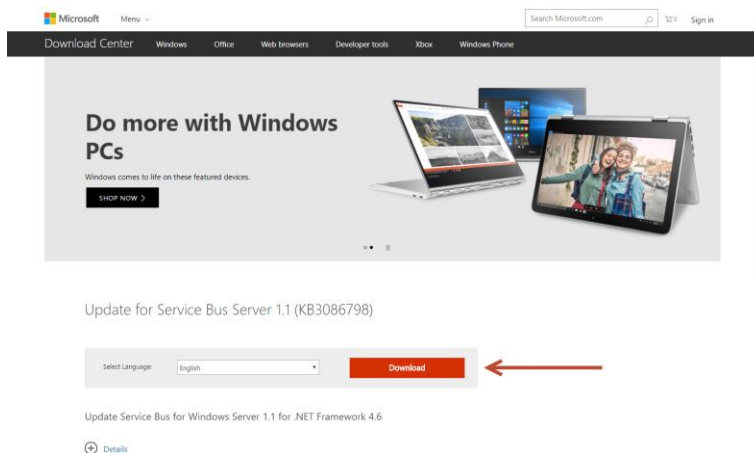 Microsoft Menu Search Microsoft.com Sign in
Download Center Windows Office Web browsers Developer tools Xbox Windows Phone
Do more with Windows
PCs
Windows comes to life on these featured devices.
SHOP NOW >
Update for Service Bus Server 1.1 (KB3086798)
Select Language: English Download
Update Service Bus for Windows Server 1.1 for .NET Framework 4.6
Details